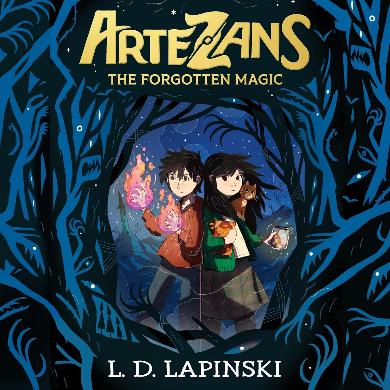 ARTEZANS
THE FORGOTTEN MAGIC
L. D. LAPINSKI